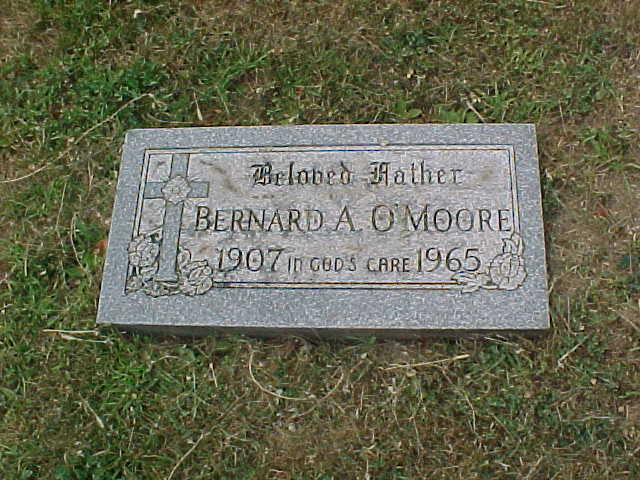 Beloved Father
BERNARD A. O'MOORE
1907 IN GOD'S CARE 1965